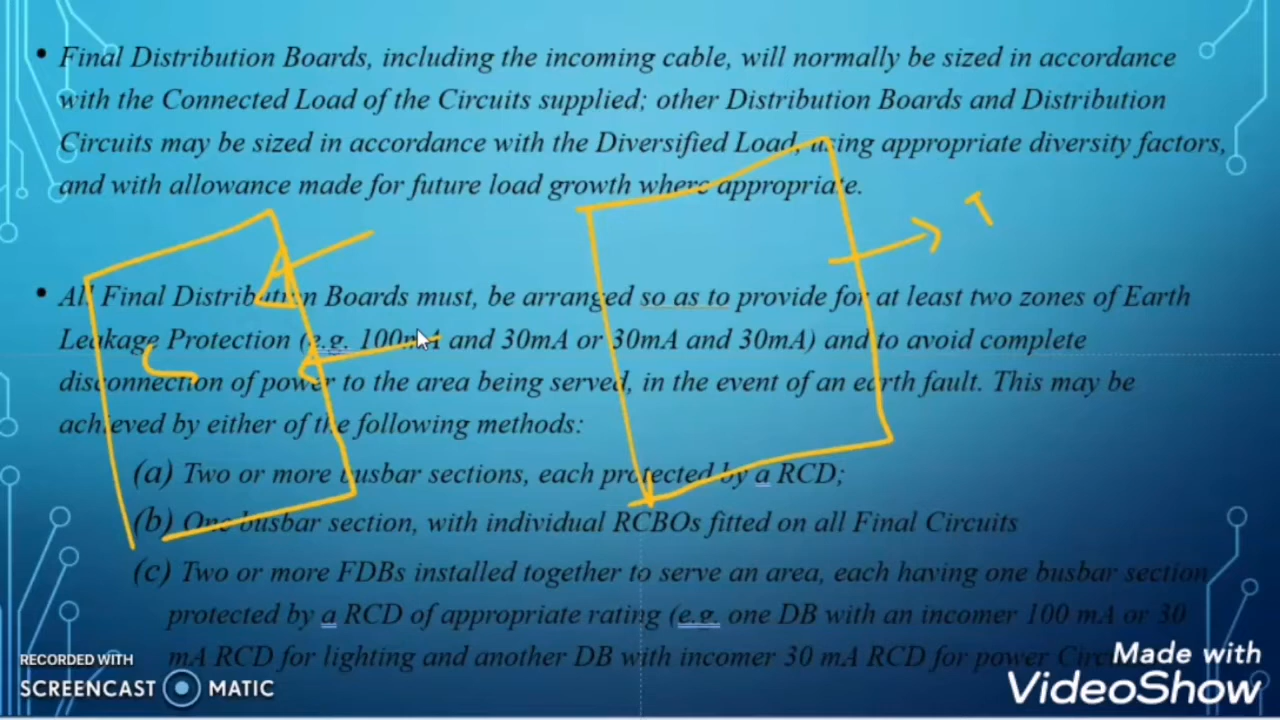 • Final Distribution Boards, including the incoming cable, will normally be sized in accordance
with the Connected Load of the Circuits supplied; other Distribution Boards and Distribution
Circuits may be sized in accordance with the Diversified Load, using appropriate diversity factors,
and with allowance made for future load growth where appropriate.
• All Final Distribution Boards must, be arranged so as to provide for at least two zones of Earth
Leakage Protection (e.g. 100mA and 30mA or 30mA and 30mA) and to avoid complete
disconnection of power to the area being served, in the event of an earth fault. This may be
achieved by either of the following methods:
(a) Two or more busbar sections, each protected by a RCD;
(b) One busbar section, with individual RCBOs fitted on all Final Circuits
(c) Two or more FDBs installed together to serve an area, each having one busbar section
protected by a RCD of appropriate rating (e.g. one DB with an incomer 100 mA or 30
mA RCD for lighting and another DB with incomer 30 mA RCD for power
RECORDED WITH
SCREENCAST MATIC
Made with
VideoShow